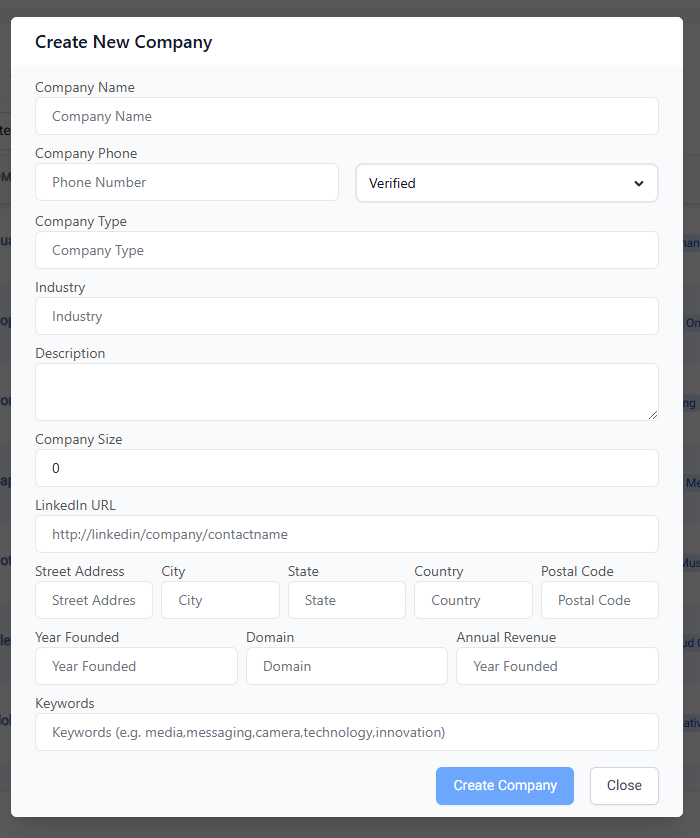 Create New Company
Company Name
Company Name
Company Phone
Phone Number
Verified
Company Type
Company Type
Industry
Industry
Description
Company Size
0
LinkedIn URL
http://linkedin/company/contactname
Street Address City State Country Postal Code
Street Addres City State Country Postal Code
Year Founded Domain Annual Revenue
Year Founded Domain Year Founded
Keywords
Keywords (e.g. media,messaging,camera,technology,innovation)
Create Company Close